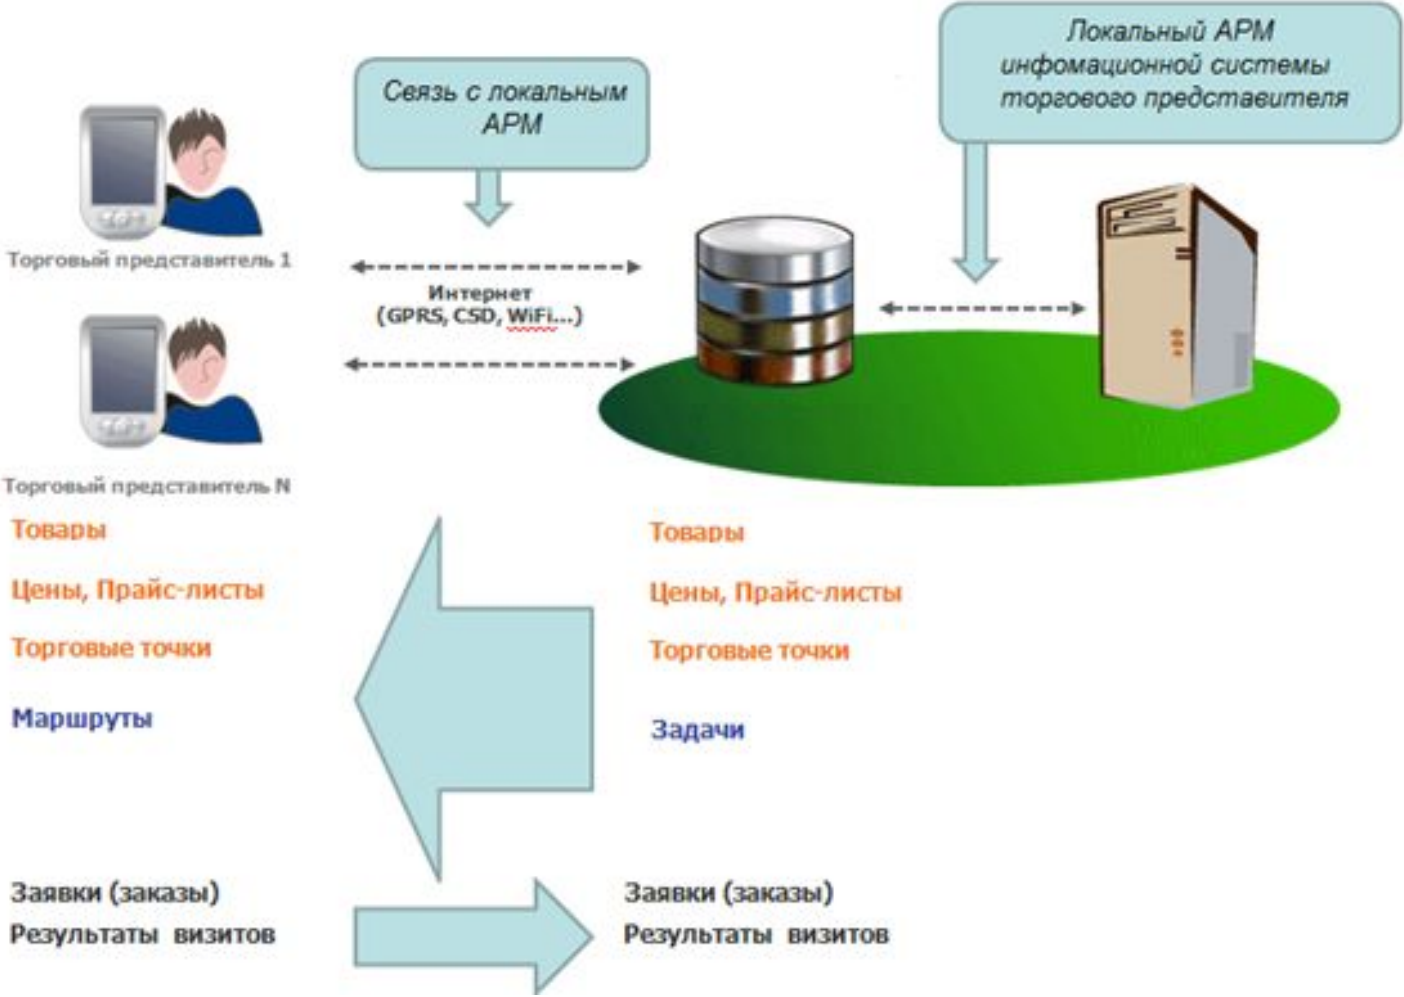 Связь с локальным
АРМ
Локальный АРМ
инфомационной системы
торгового представителя
Торговый представитель 1
Интернет
(GPRS, CSD, WiFi...)
Торговый представитель N
Товары
Цены, Прайс-листы
Торговые точки
Маршруты
Товары
Цены, Прайс-листы
Торговые точки
Задачи
Заявки (заказы)
Результаты визитов
Заявки (заказы)
Результаты визитов